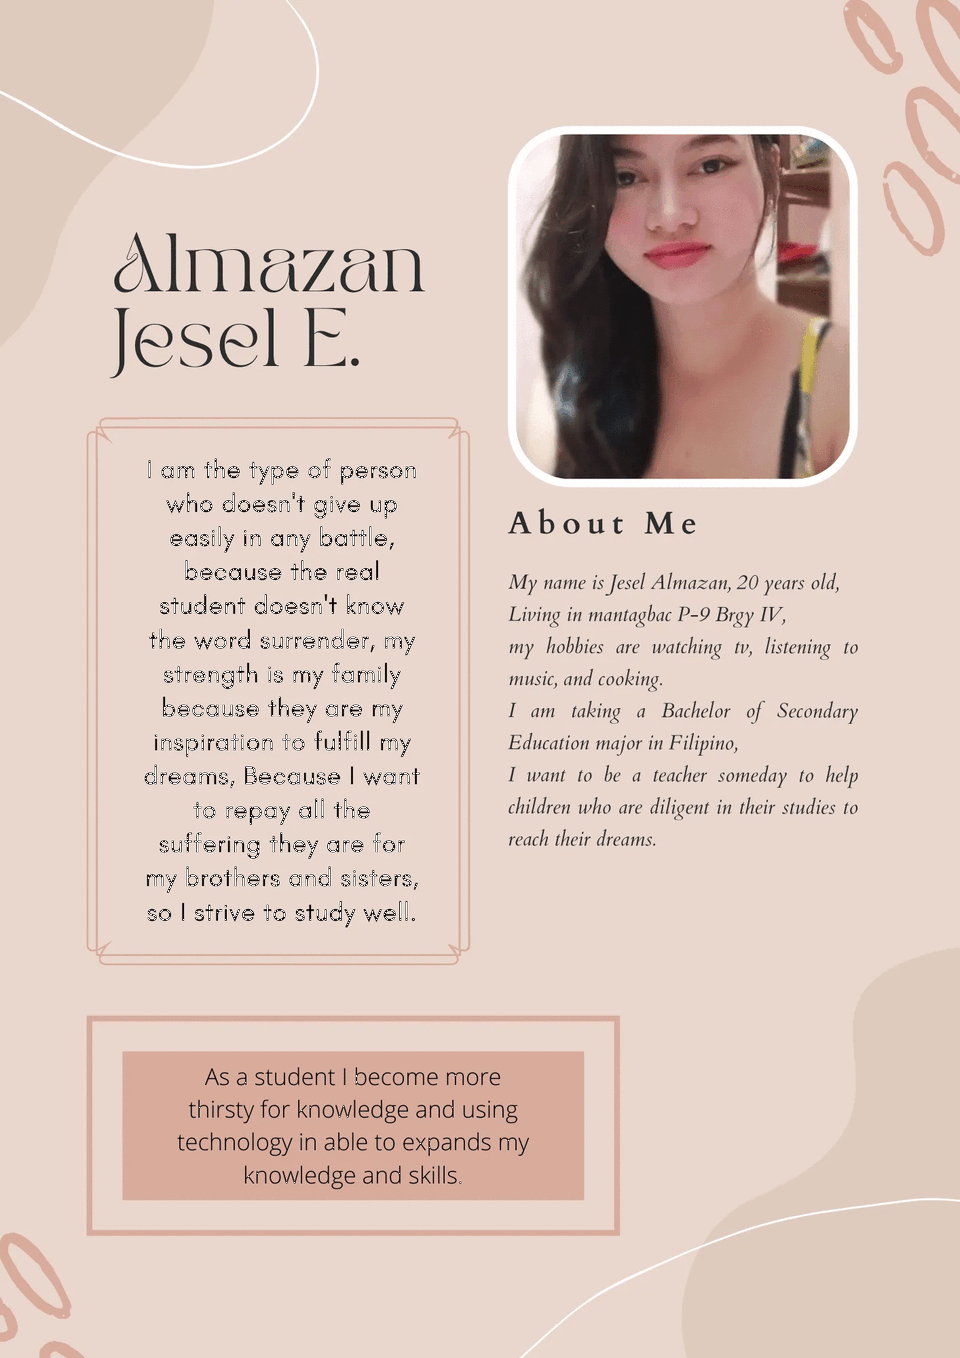 Almazan
Jesel E.
I am the type of person
who doesn't give up
easily in any battle,
because the real
student doesn't know
the word surrender, my
strength is my family
because they are my
inspiration to fulfill my
dreams, Because I want
to repay all the
suffering they are for
my brothers and sisters,
so I strive to study well.
About Me
My name is Jesel Almazan, 20 years old,
Living in mantagbac P-9 Brgy IV,
my hobbies are watching tv, listening to
music, and cooking.
I am taking a Bachelor of Secondary
Education major in Filipino,
I want to be a teacher someday to help
children who are diligent in their studies to
reach their dreams.
As a student I become more
thirsty for knowledge and using
technology in able to expands my
knowledge and skills.